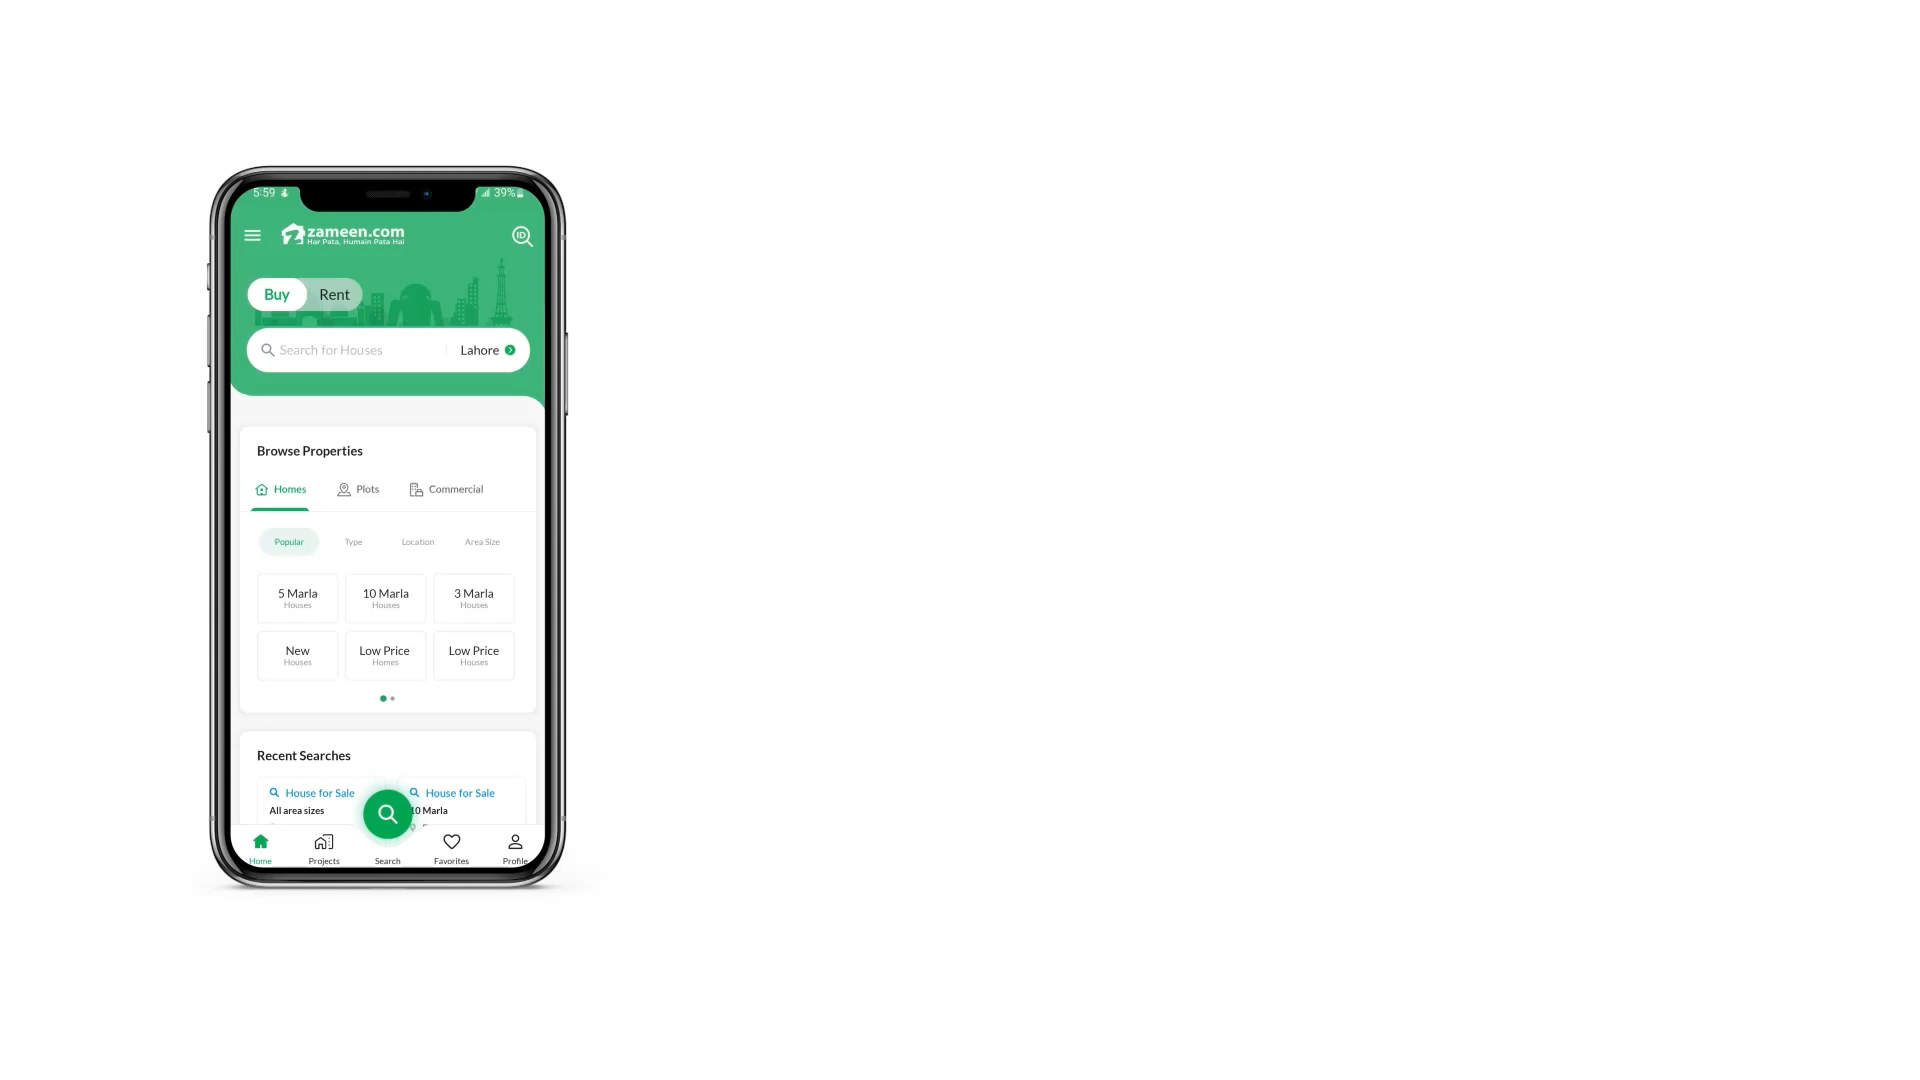 5:59
39%
zameen.com
Har Pata, Humain Pata Hai
ID
Buy Rent
Search for Houses Lahore
Browse Properties
Homes Plots Commercial
Popular Type Location Area Size
5 Marla 10 Marla 3 Marla
Houses Houses Houses
New Low Price Low Price
Houses Homes Houses
Recent Searches
House for Sale House for Sale
All area sizes 10 Marla
Home Projects Search Favorites Profile